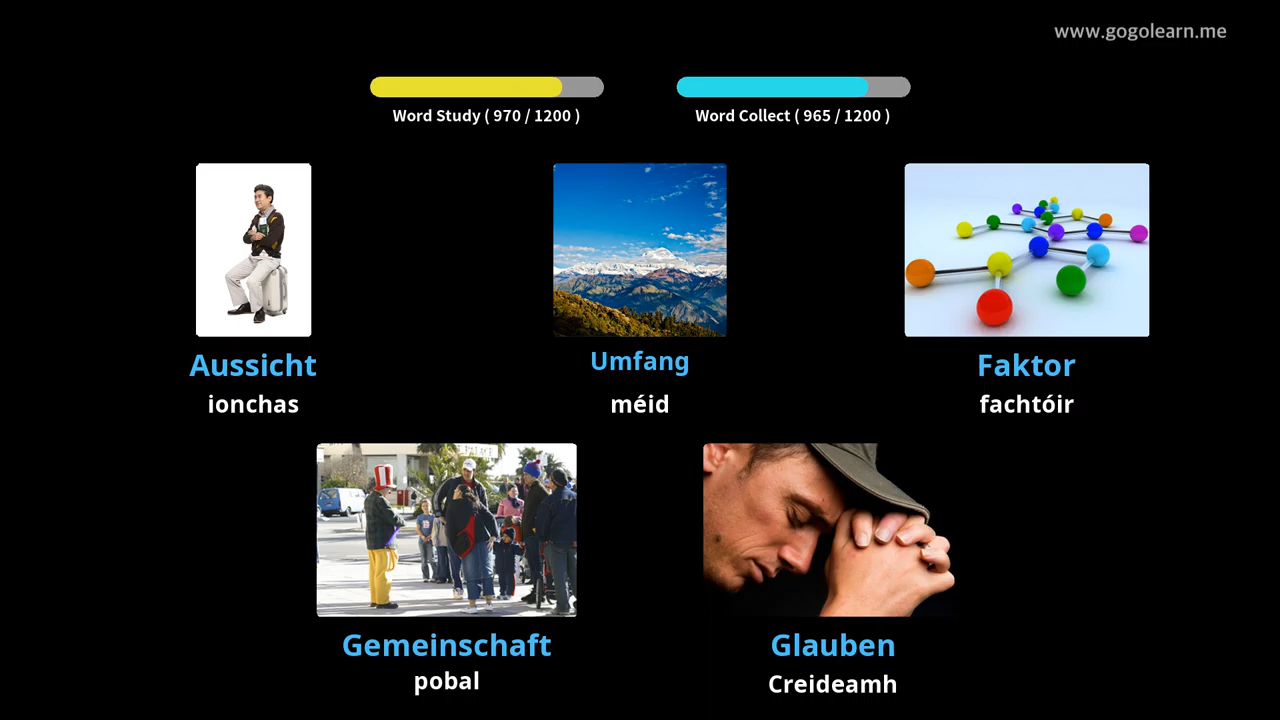 www.gogolearn.me
Word Study ( 970 / 1200 )
Word Collect ( 965 / 1200 )
Aussicht
ionchas
Umfang
méid
Faktor
fachtóir
Gemeinschaft
pobal
Glauben
Creideamh